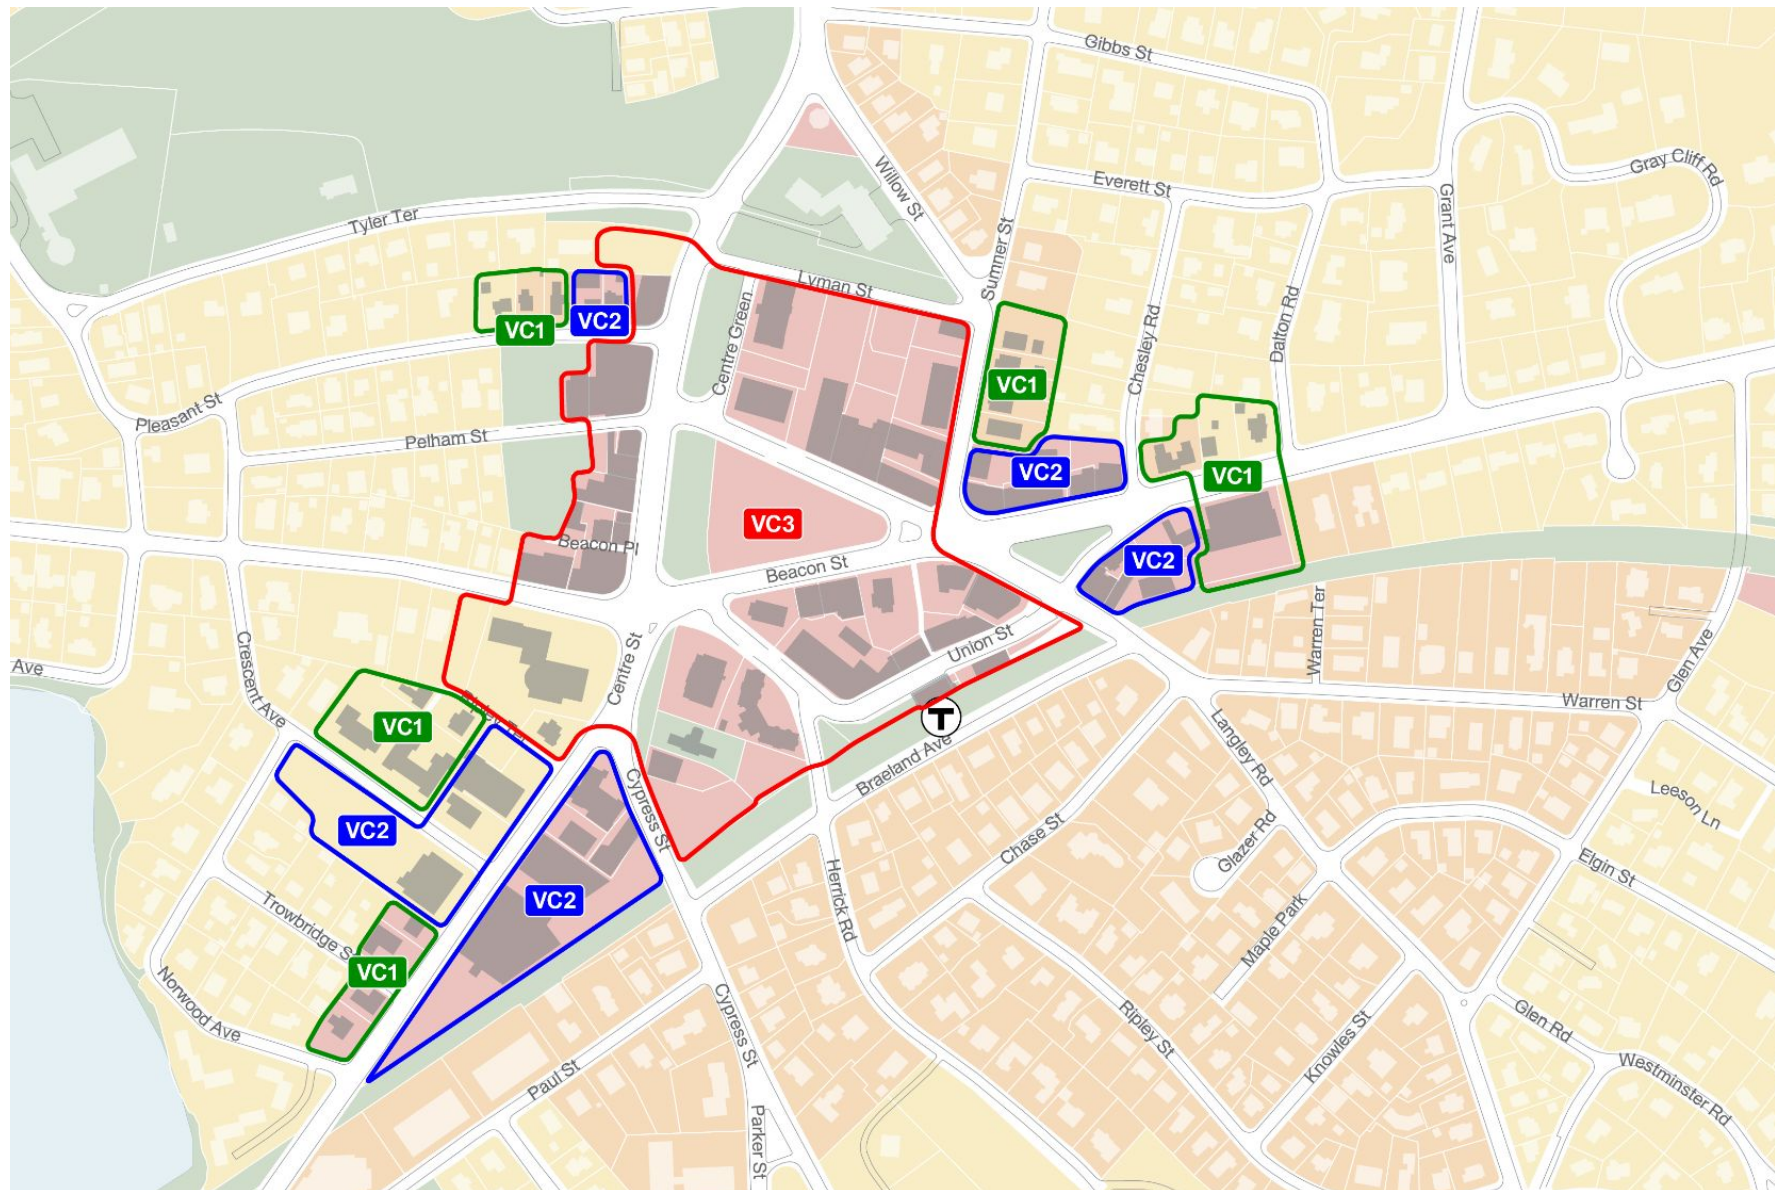 Gibbs St
Gray Cliff Rd
Willow St
Everett St
Grant Ave
Tyler Ter
Sumner St
Lyman St
VC1
VC2
Centre Green
Chesley Rd
Dalton Rd
VC1
Pleasant St
Pelham St
VC2
VC1
VC3
Beacon Pl
Beacon St
VC2
Union St
Warren Ter
Glen Ave
Crescent Ave
Centre St
Ave
Warren St
Ripley Ter
VC1
T
Braeland Ave
Langley Rd
VC2
Cypress St
Chase St
Glazer Rd
Leeson Ln
Elgin St
VC2
Herrick Rd
Trowbridge S
Maple Park
VC1
Norwood Ave
Cypress St
Ripley St
Knowles St
Glen Rd
Paul St
Westminster Rd
Parker St